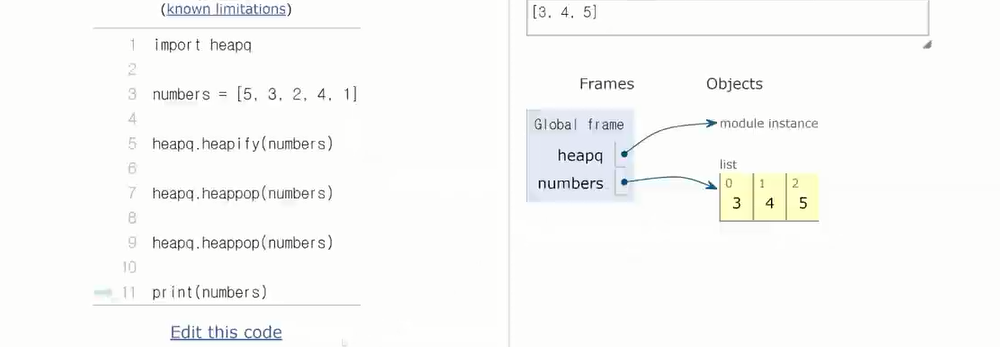 (known limitations)
1 import heapq
2
3 numbers = [5, 3, 2, 4, 1]
4
5 heapq.heapify(numbers)
6
7 heapq.heappop(numbers)
8
9 heapq.heappop(numbers)
10
11 print(numbers)
Edit this code
[3, 4, 5]
Frames Objects
Global frame
module instance
heapq
list
numbers
0 1 2
3 4 5